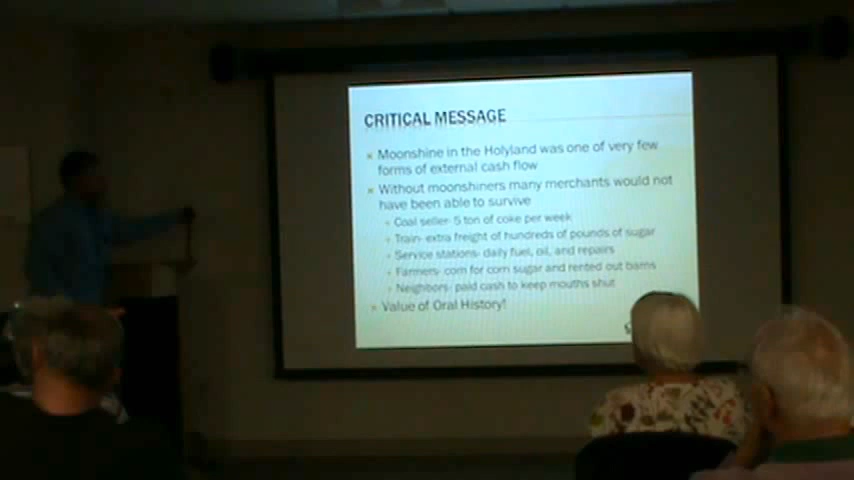 CRITICAL MESSAGE
Moonshine in the Holyland was one of very few
forms of external cash flow
Without moonshiners many merchants would not
have been able to survive
Coal seller- 5 ton of coke per week
Train- extra freight of hundreds of pounds of sugar
Service stations- daily fuel, oil, and repairs
Farmers- corn for corn sugar and rented out barns
Neighbors- paid cash to keep mouths shut
Value of Oral History!